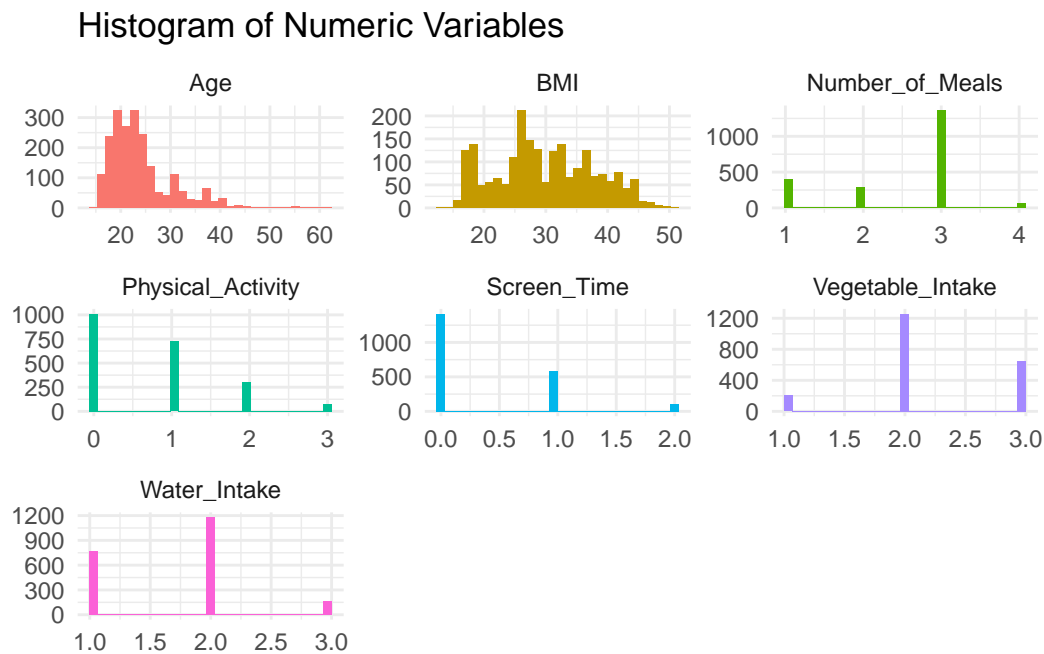 Histogram of Numeric Variables
Age
BMI
Number_of_Meals
300
200
100
0
20 30 40 50 60
200
150
100
50
0
20 30 40 50
1000
500
0
1 2 3 4
Physical_Activity
Screen_Time
Vegetable_Intake
1000
750
500
250
0
0 1 2 3
1000
500
0
0.0 0.5 1.0 1.5 2.0
1200
800
400
0
1.0 1.5 2.0 2.5 3.0
Water_Intake
1200
900
600
300
0
1.0 1.5 2.0 2.5 3.0